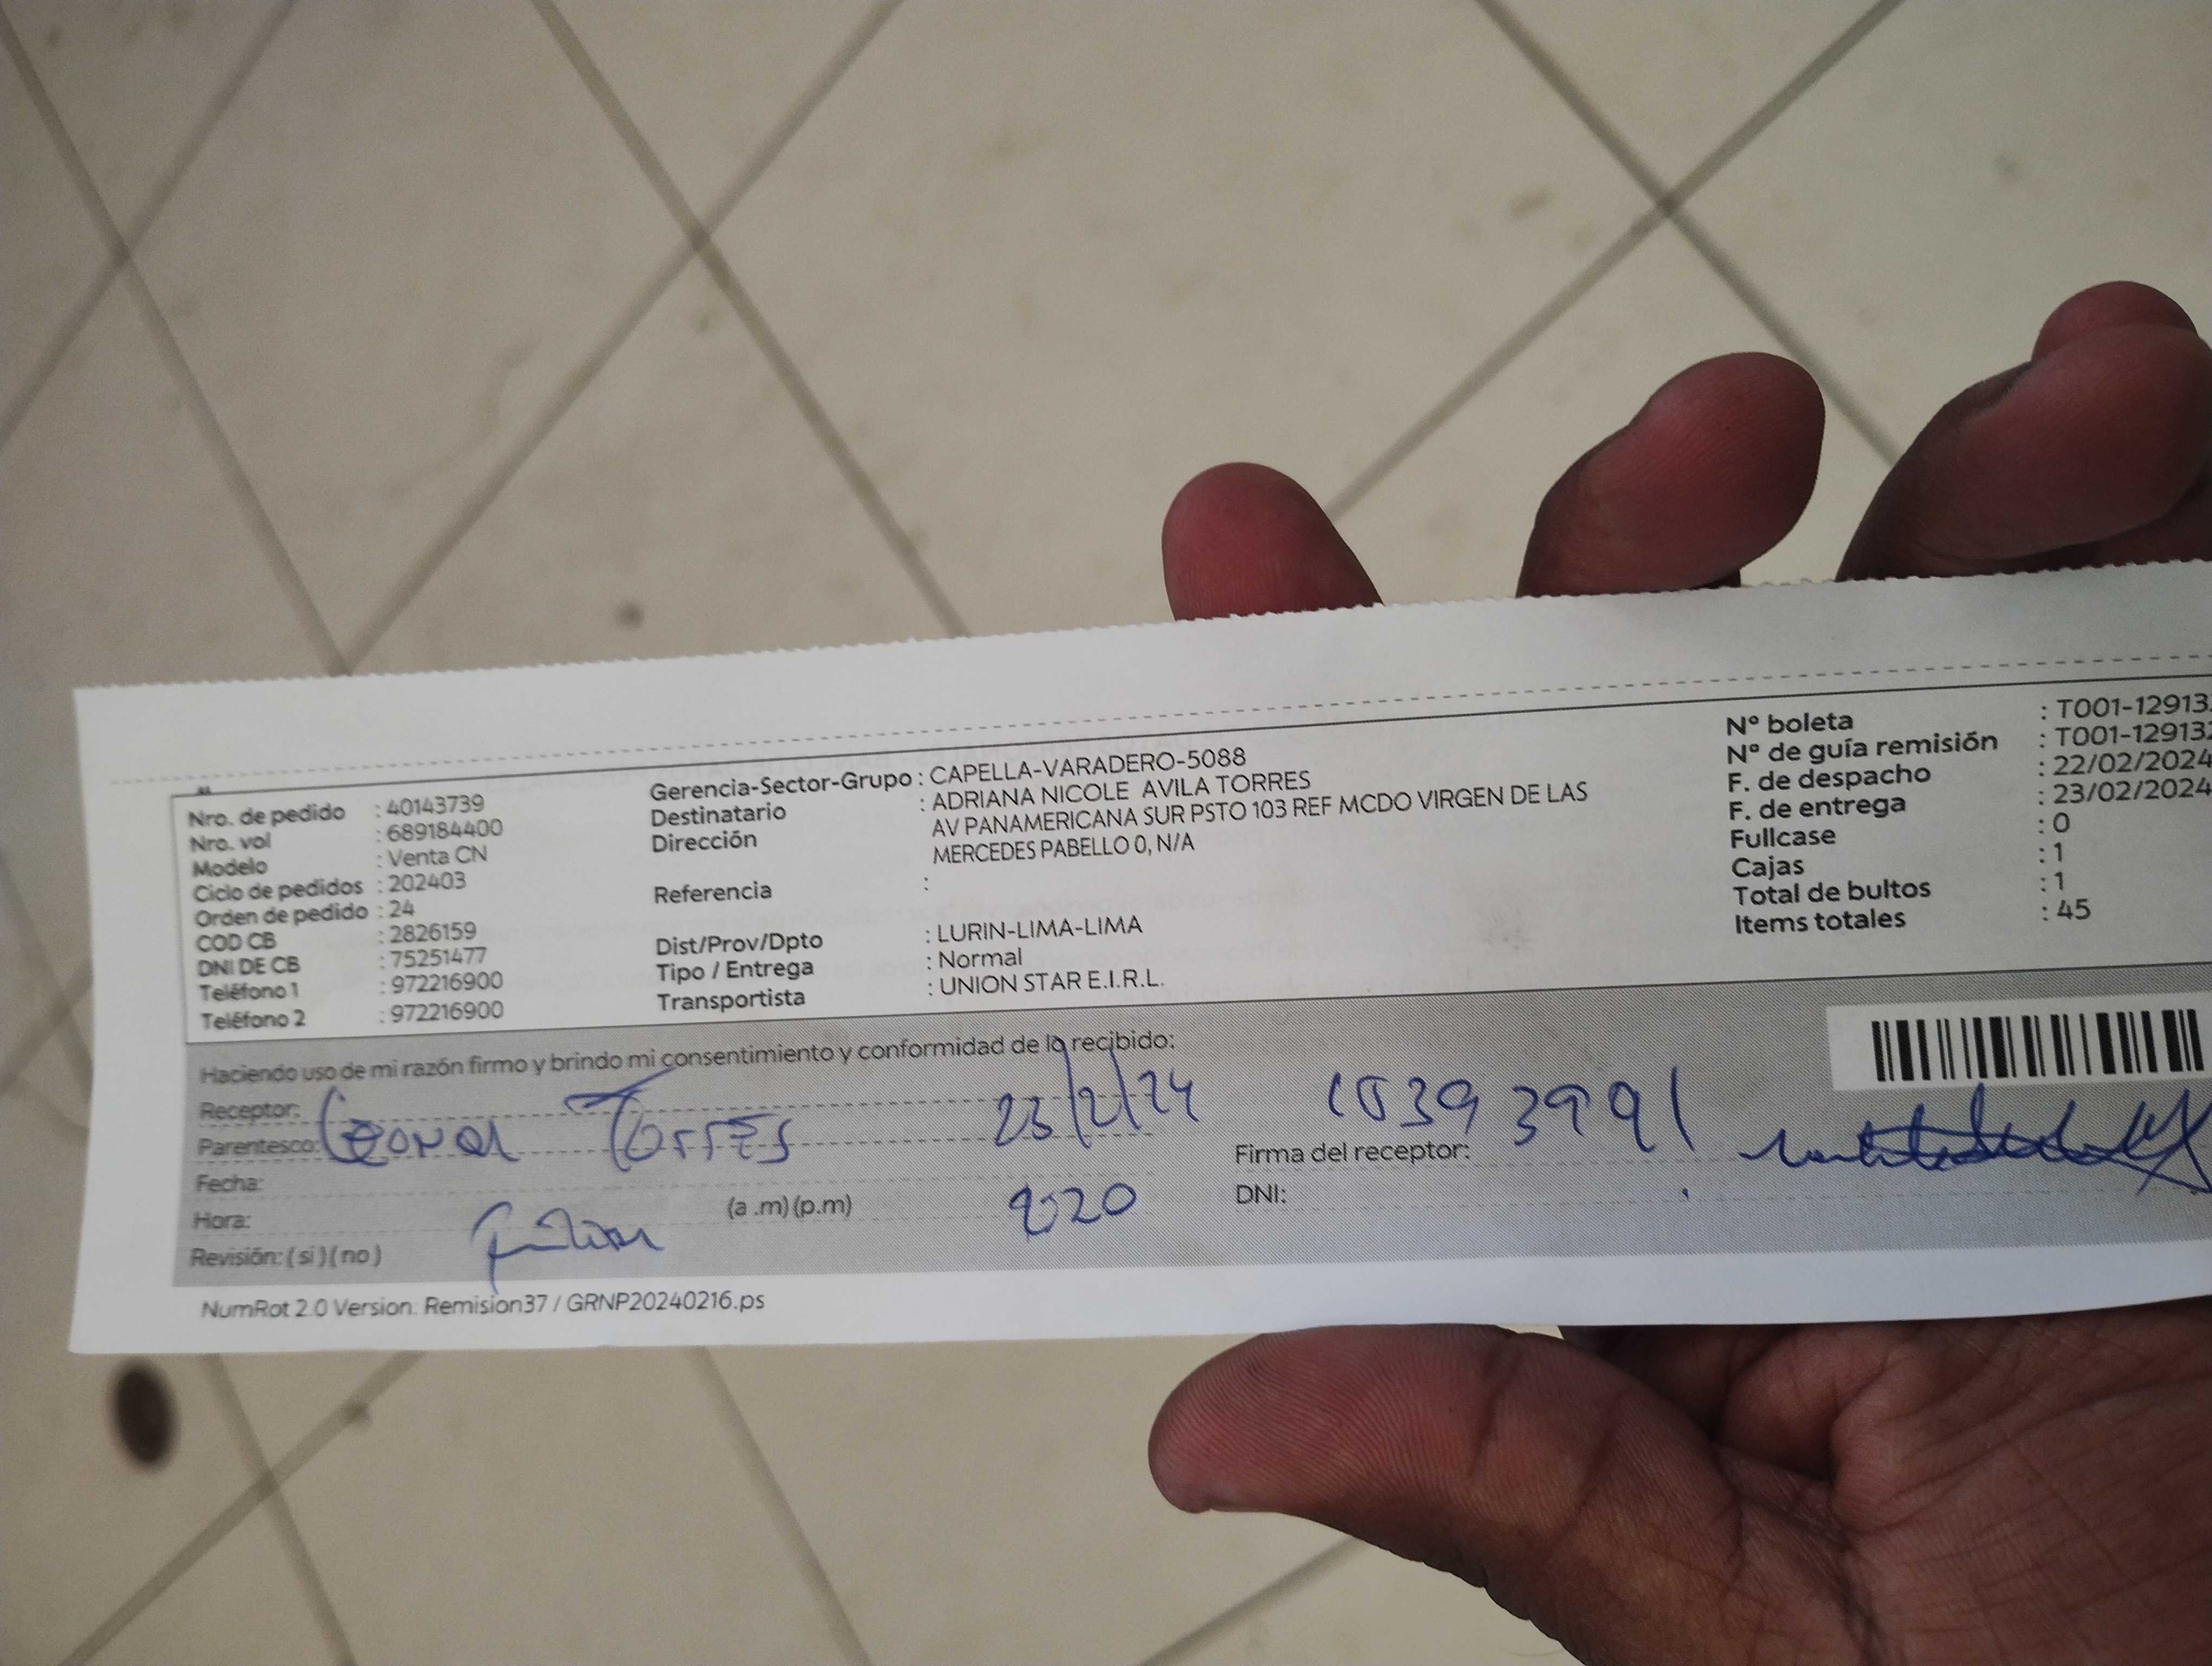 Nro. de pedido : 40143739
Nro. vol : 689184400
Modelo : Venta CN
Ciclo de pedidos : 202403
Orden de pedido : 24
COD CB : 2826159
DNI DE CB : 75251477
Teléfono 1 : 972216900
Teléfono 2 : 972216900
Gerencia-Sector-Grupo : CAPELLA-VARADERO-5088
Destinatario : ADRIANA NICOLE AVILA TORRES
Dirección AV PANAMERICANA SUR PSTO 103 REF MCDO VIRGEN DE LAS
MERCEDES PABELLO 0, N/A
Referencia :
Dist/Prov/Dpto : LURIN-LIMA-LIMA
Tipo / Entrega : Normal
Transportista : UNION STAR E.I.R.L.
N° boleta : T001-12913
N° de guía remisión : T001-129132
F. de despacho : 22/02/2024
F. de entrega : 23/02/2024
Fullcase : 0
Cajas : 1
Total de bultos : 1
Items totales : 45
Haciendo uso de mi razón firmo y brindo mi consentimiento y conformidad de lo recibido:
Receptor:
Parentesco: Torres 23/2/24 10393991
Fecha:
Hora: (a .m) (p.m)
Revisión: ( si ) ( no )
Firma del receptor:
DNI:
NumRot 2.0 Version: Remision37 / GRNP20240216.ps